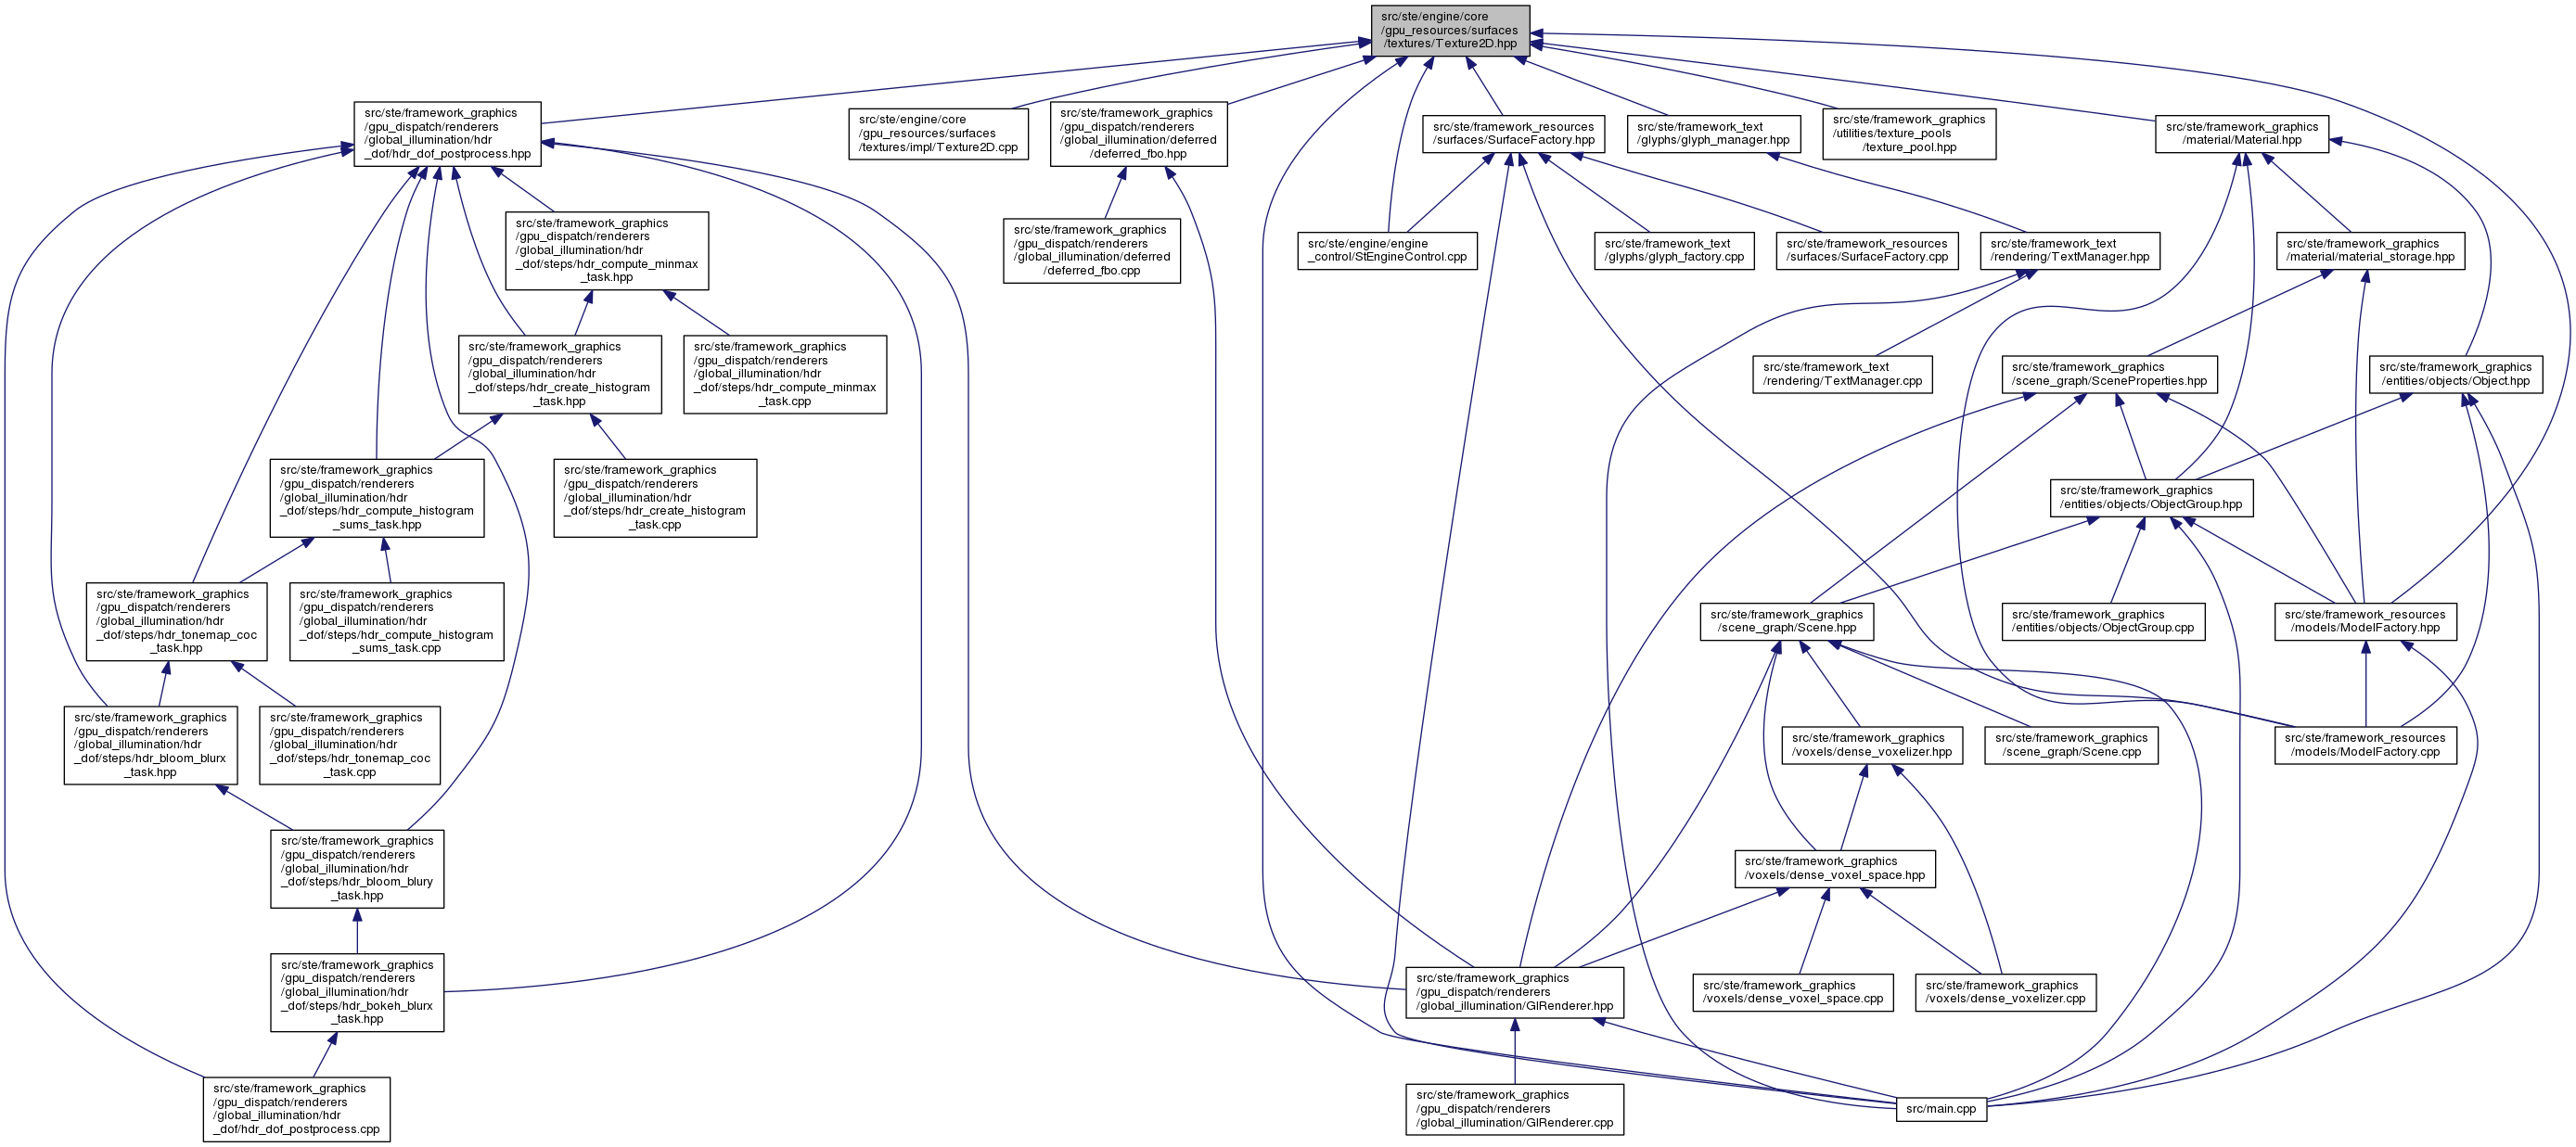 src/ste/engine/core
/gpu_resources/surfaces
/textures/Texture2D.hpp
src/ste/framework_graphics
/gpu_dispatch/renderers
/global_illumination/hdr
_dof/hdr_dof_postprocess.hpp
src/ste/engine/core
/gpu_resources/surfaces
/textures/impl/Texture2D.cpp
src/ste/framework_graphics
/gpu_dispatch/renderers
/global_illumination/deferred
/deferred_fbo.hpp
src/ste/framework_resources
/surfaces/SurfaceFactory.hpp
src/ste/framework_text
/glyphs/glyph_manager.hpp
src/ste/framework_graphics
/utilities/texture_pools
/texture_pool.hpp
src/ste/framework_graphics
/material/Material.hpp
src/ste/framework_graphics
/gpu_dispatch/renderers
/global_illumination/hdr
_dof/steps/hdr_compute_minmax
_task.hpp
src/ste/framework_graphics
/gpu_dispatch/renderers
/global_illumination/deferred
/deferred_fbo.cpp
src/ste/engine/engine
_control/StEngineControl.cpp
src/ste/framework_text
/glyphs/glyph_factory.cpp
src/ste/framework_resources
/surfaces/SurfaceFactory.cpp
src/ste/framework_text
/rendering/TextManager.hpp
src/ste/framework_graphics
/material/material_storage.hpp
src/ste/framework_graphics
/gpu_dispatch/renderers
/global_illumination/hdr
_dof/steps/hdr_create_histogram
_task.hpp
src/ste/framework_graphics
/gpu_dispatch/renderers
/global_illumination/hdr
_dof/steps/hdr_compute_minmax
_task.cpp
src/ste/framework_text
/rendering/TextManager.cpp
src/ste/framework_graphics
/scene_graph/SceneProperties.hpp
src/ste/framework_graphics
/entities/objects/Object.hpp
src/ste/framework_graphics
/gpu_dispatch/renderers
/global_illumination/hdr
_dof/steps/hdr_compute_histogram
_sums_task.hpp
src/ste/framework_graphics
/gpu_dispatch/renderers
/global_illumination/hdr
_dof/steps/hdr_create_histogram
_task.cpp
src/ste/framework_graphics
/entities/objects/ObjectGroup.hpp
src/ste/framework_graphics
/gpu_dispatch/renderers
/global_illumination/hdr
_dof/steps/hdr_tonemap_coc
_task.hpp
src/ste/framework_graphics
/gpu_dispatch/renderers
/global_illumination/hdr
_dof/steps/hdr_compute_histogram
_sums_task.cpp
src/ste/framework_graphics
/scene_graph/Scene.hpp
src/ste/framework_graphics
/entities/objects/ObjectGroup.cpp
src/ste/framework_resources
/models/ModelFactory.hpp
src/ste/framework_graphics
/gpu_dispatch/renderers
/global_illumination/hdr
_dof/steps/hdr_bloom_blurx
_task.hpp
src/ste/framework_graphics
/gpu_dispatch/renderers
/global_illumination/hdr
_dof/steps/hdr_tonemap_coc
_task.cpp
src/ste/framework_graphics
/voxels/dense_voxelizer.hpp
src/ste/framework_graphics
/scene_graph/Scene.cpp
src/ste/framework_resources
/models/ModelFactory.cpp
src/ste/framework_graphics
/gpu_dispatch/renderers
/global_illumination/hdr
_dof/steps/hdr_bloom_blury
_task.hpp
src/ste/framework_graphics
/voxels/dense_voxel_space.hpp
src/ste/framework_graphics
/gpu_dispatch/renderers
/global_illumination/hdr
_dof/steps/hdr_bokeh_blurx
_task.hpp
src/ste/framework_graphics
/gpu_dispatch/renderers
/global_illumination/GIRenderer.hpp
src/ste/framework_graphics
/voxels/dense_voxel_space.cpp
src/ste/framework_graphics
/voxels/dense_voxelizer.cpp
src/ste/framework_graphics
/gpu_dispatch/renderers
/global_illumination/hdr
_dof/hdr_dof_postprocess.cpp
src/ste/framework_graphics
/gpu_dispatch/renderers
/global_illumination/GIRenderer.cpp
src/main.cpp